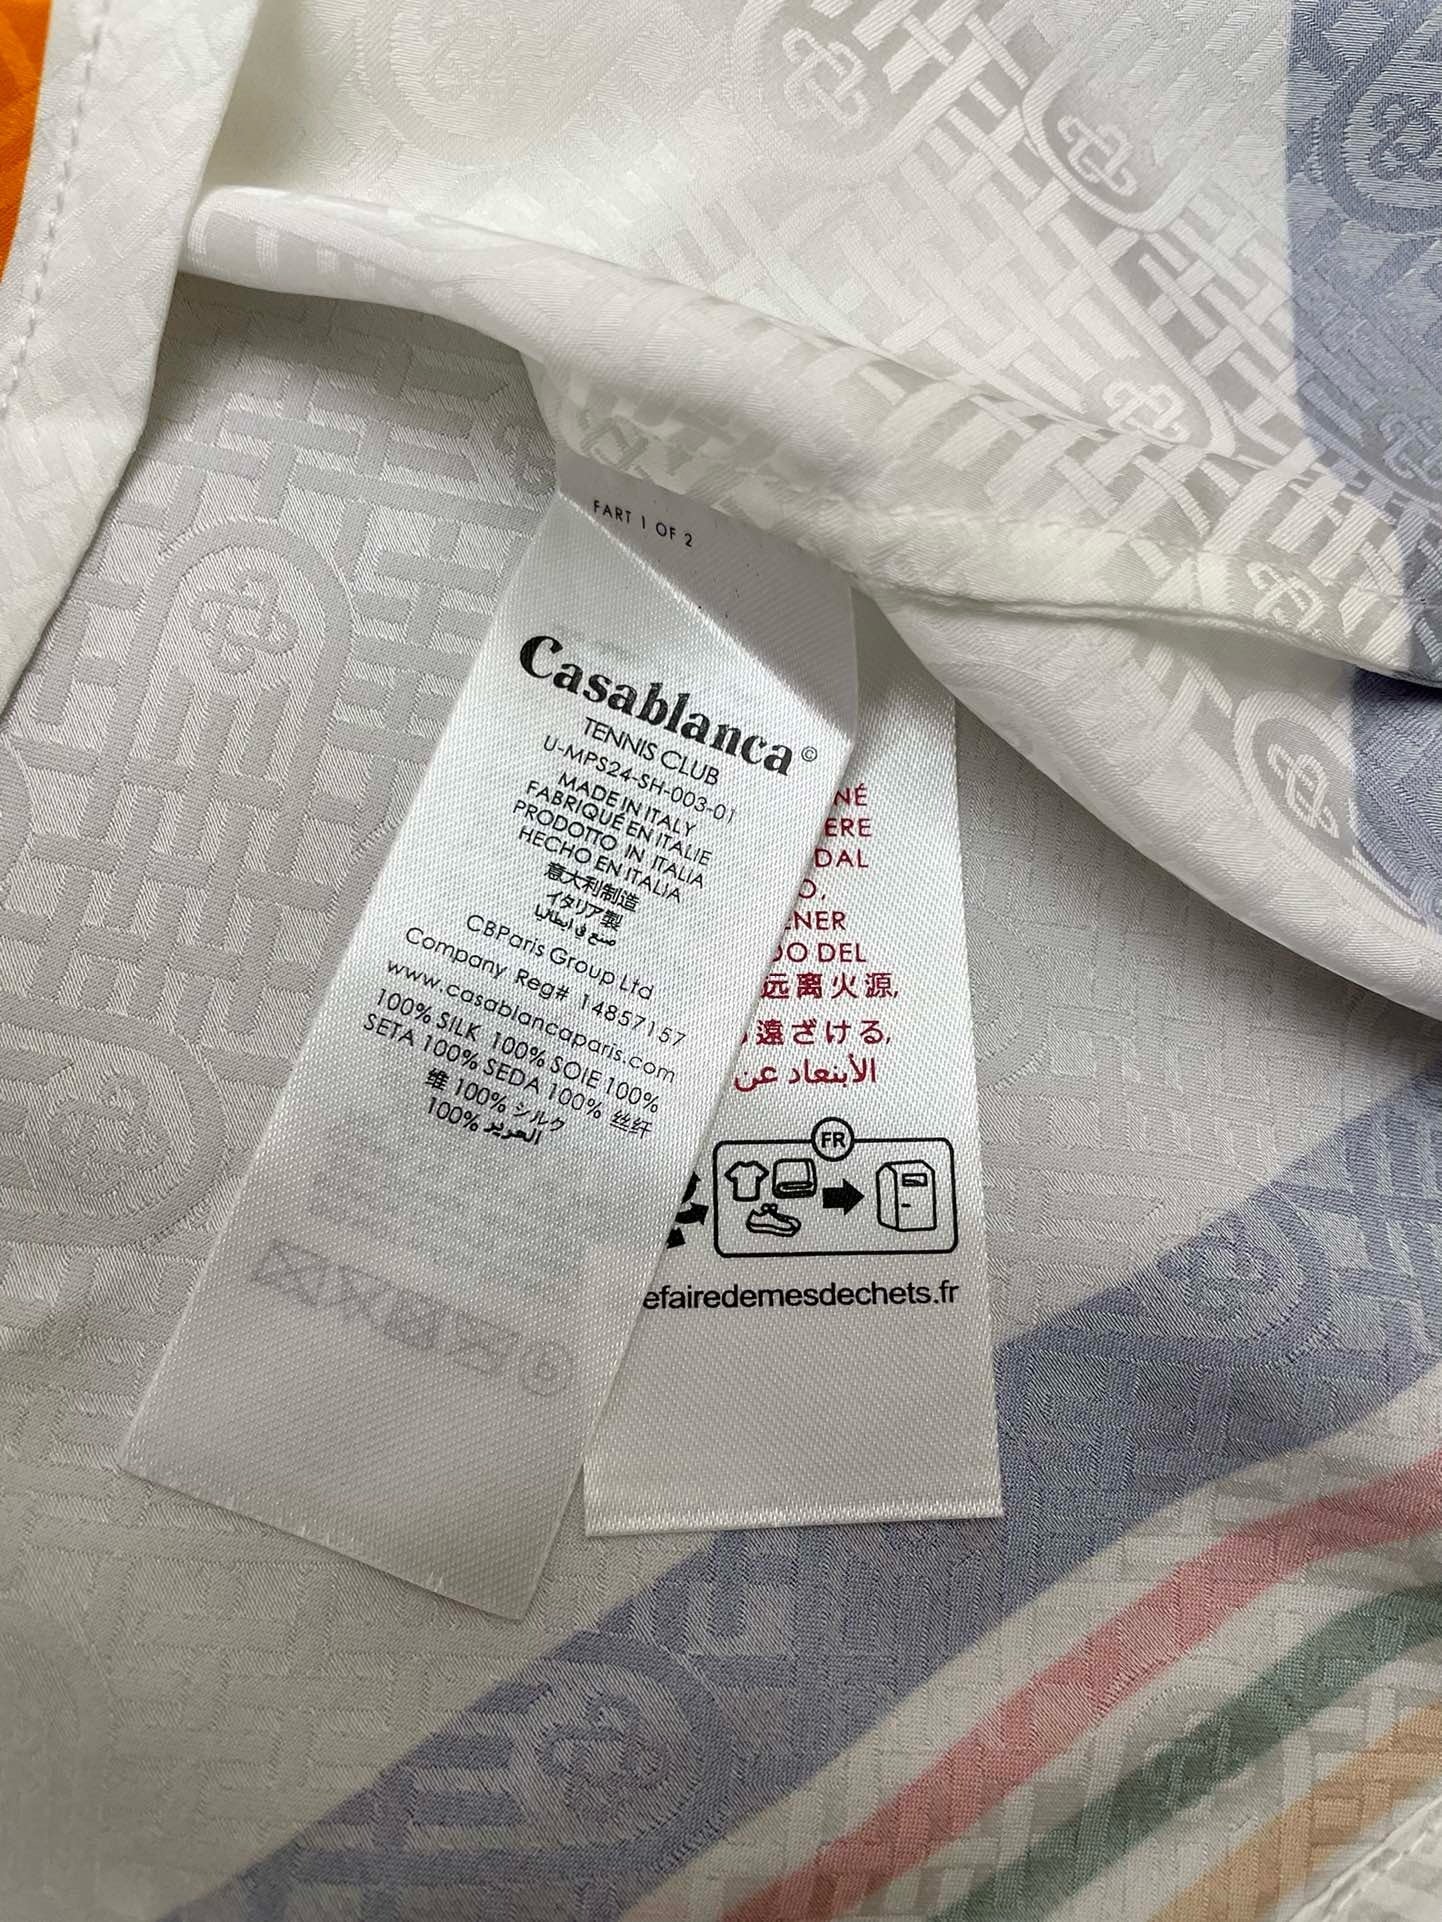 FART 1 OF 2
Casablanca©
TENNIS CLUB
U-MPS24-SH-003-01
MADE IN ITALY
FABRIQUÉ EN ITALIE
PRODOTTO IN ITALIA
HECHO EN ITALIA
意大利制造
イタリア製
صنع في إيطاليا
CBParis Group Ltd
Company Reg# 14857157
www.casablancaparis.com
100% SILK 100% SOIE 100%
SETA 100% SEDA 100% 丝纤
维 100% シルク
100% الحرير
NÉ
ERE
DAL
O,
ENER
DO DEL
远离火源,
遠ざける,
الأبتعاد عن
FR
efairedemesdechets.fr